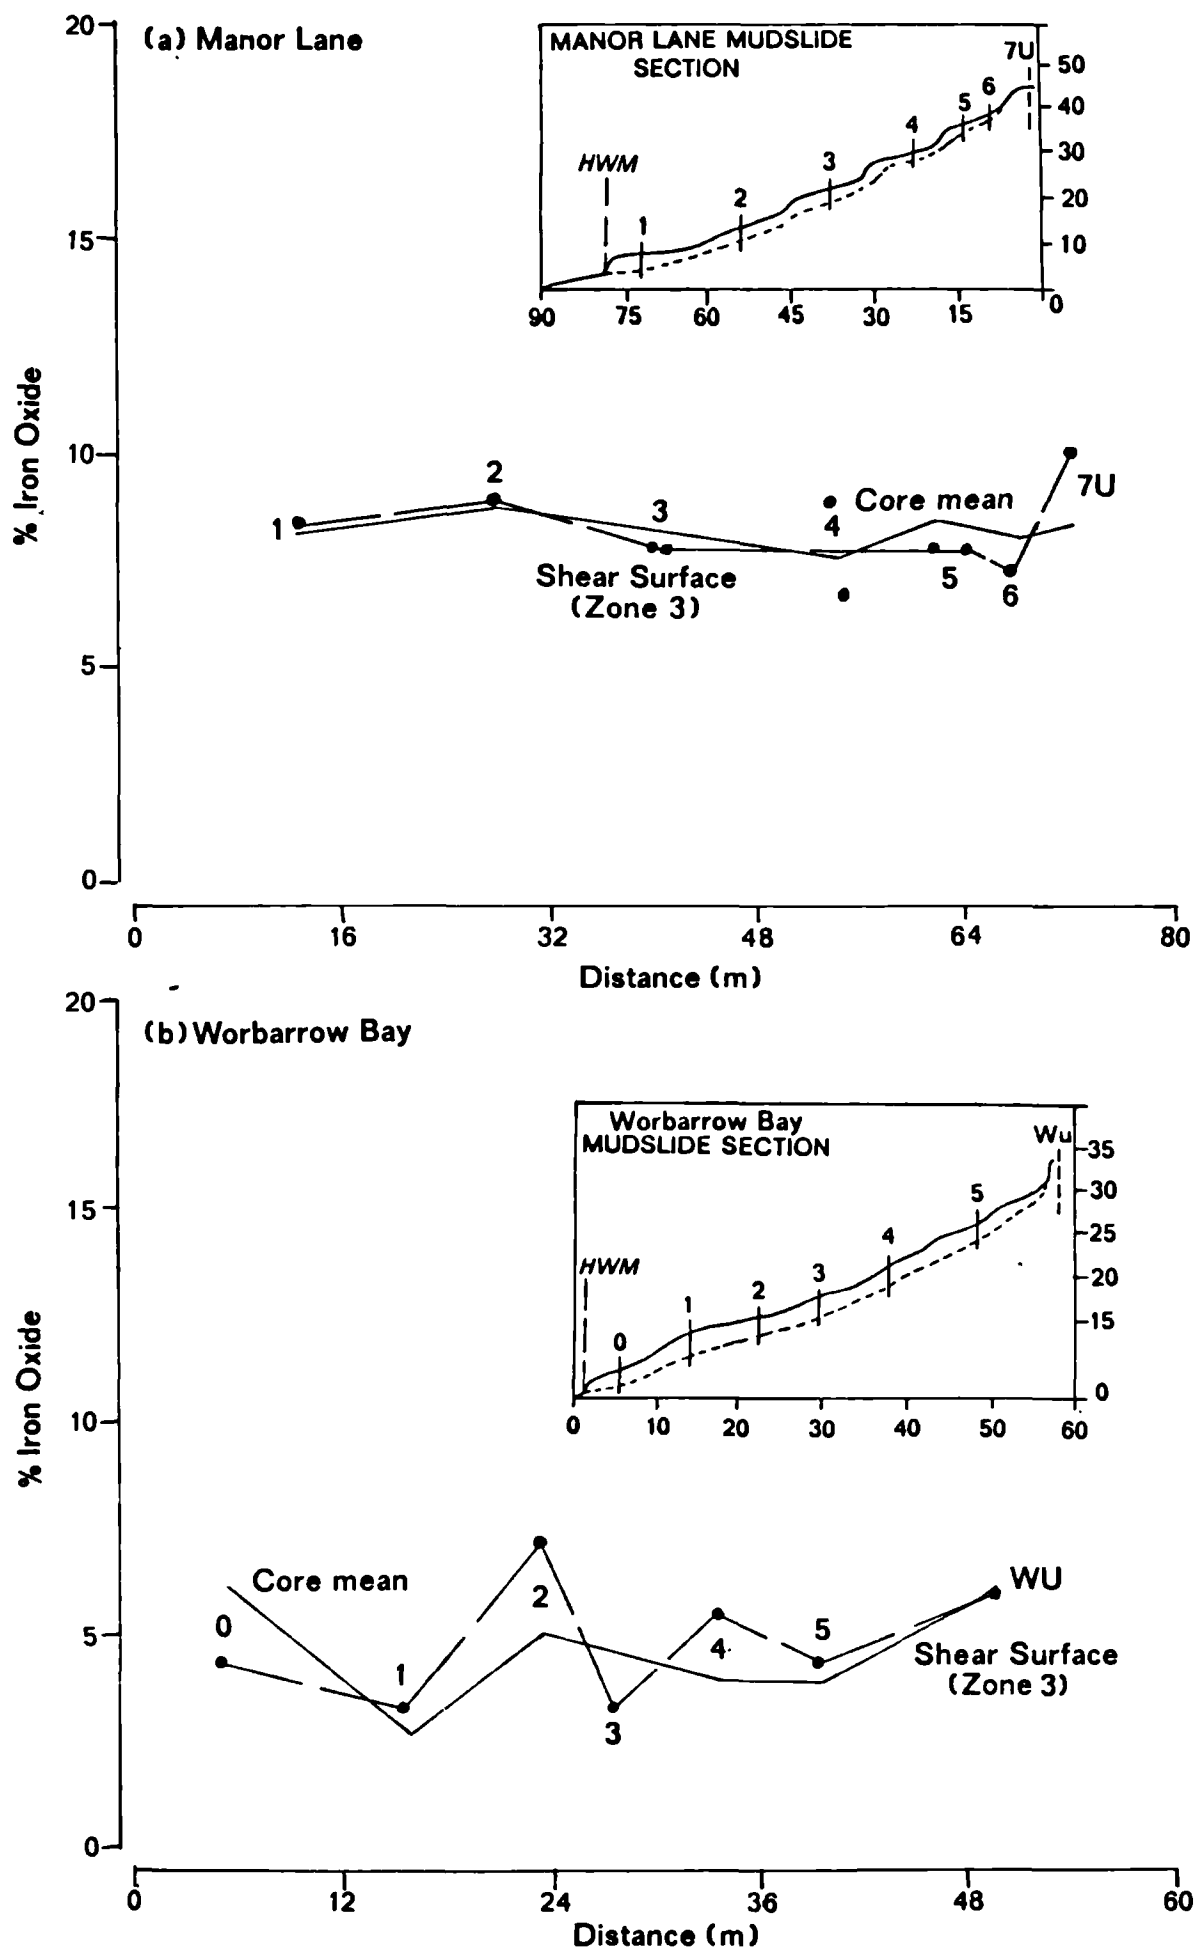 20
(a) Manor Lane
MANOR LANE MUDSLIDE
SECTION
7U
50
6
5
40
4
30
HWM
3
20
2
1
10
0
90 75 60 45 30 15
15
% Iron Oxide
10
1
2
3
Core mean
4
7U
Shear Surface
(Zone 3)
5
6
5
0
0 16 32 48 64 80
Distance (m)
20
(b) Worbarrow Bay
Worbarrow Bay
MUDSLIDE SECTION
Wu
35
30
5
25
4
20
HWM
3
2
1
15
0
0
0 10 20 30 40 50 60
15
% Iron Oxide
10
Core mean
WU
0
2
5
5
4
Shear Surface
(Zone 3)
1
3
0
0 12 24 36 48 60
Distance (m)